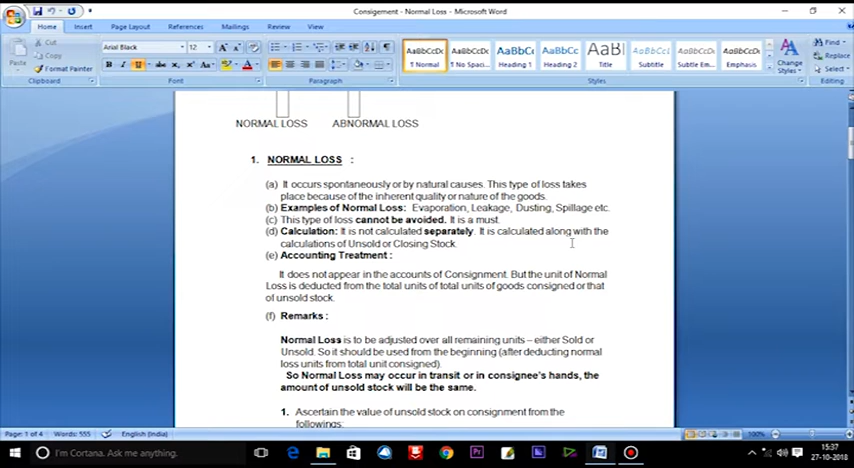 Consigement - Normal Loss - Microsoft Word
Home Insert Page Layout References Mailings Review View
Cut
Copy
Paste
Format Painter
Clipboard
Arial Black 12
Font
Paragraph
AaBbCcDc AaBbCcDc AaBbC AaBbCc AaBl AaBbCcL AaBbCcDı AaBbCcDı
¶ Normal ¶ No Spaci... Heading 1 Heading 2 Title Subtitle Subtle Em... Emphasis
Change
Styles
Styles
Find
Replace
Select
Editing
NORMAL LOSS ABNORMAL LOSS
1. NORMAL LOSS :
(a) It occurs spontaneously or by natural causes. This type of loss takes
place because of the inherent quality or nature of the goods.
(b) Examples of Normal Loss: Evaporation, Leakage, Dusting, Spillage etc.
(c) This type of loss cannot be avoided. It is a must.
(d) Calculation: It is not calculated separately. It is calculated along with the
calculations of Unsold or Closing Stock.
(e) Accounting Treatment :
It does not appear in the accounts of Consignment. But the unit of Normal
Loss is deducted from the total units of total units of goods consigned or that
of unsold stock.
(f) Remarks :
Normal Loss is to be adjusted over all remaining units – either Sold or
Unsold. So it should be used from the beginning (after deducting normal
loss units from total unit consigned).
So Normal Loss may occur in transit or in consignee's hands, the
amount of unsold stock will be the same.
1. Ascertain the value of unsold stock on consignment from the
followings:
Page: 1 of 4 Words: 555 English (India) 100%
I'm Cortana. Ask me anything.
15:37
27-10-2018